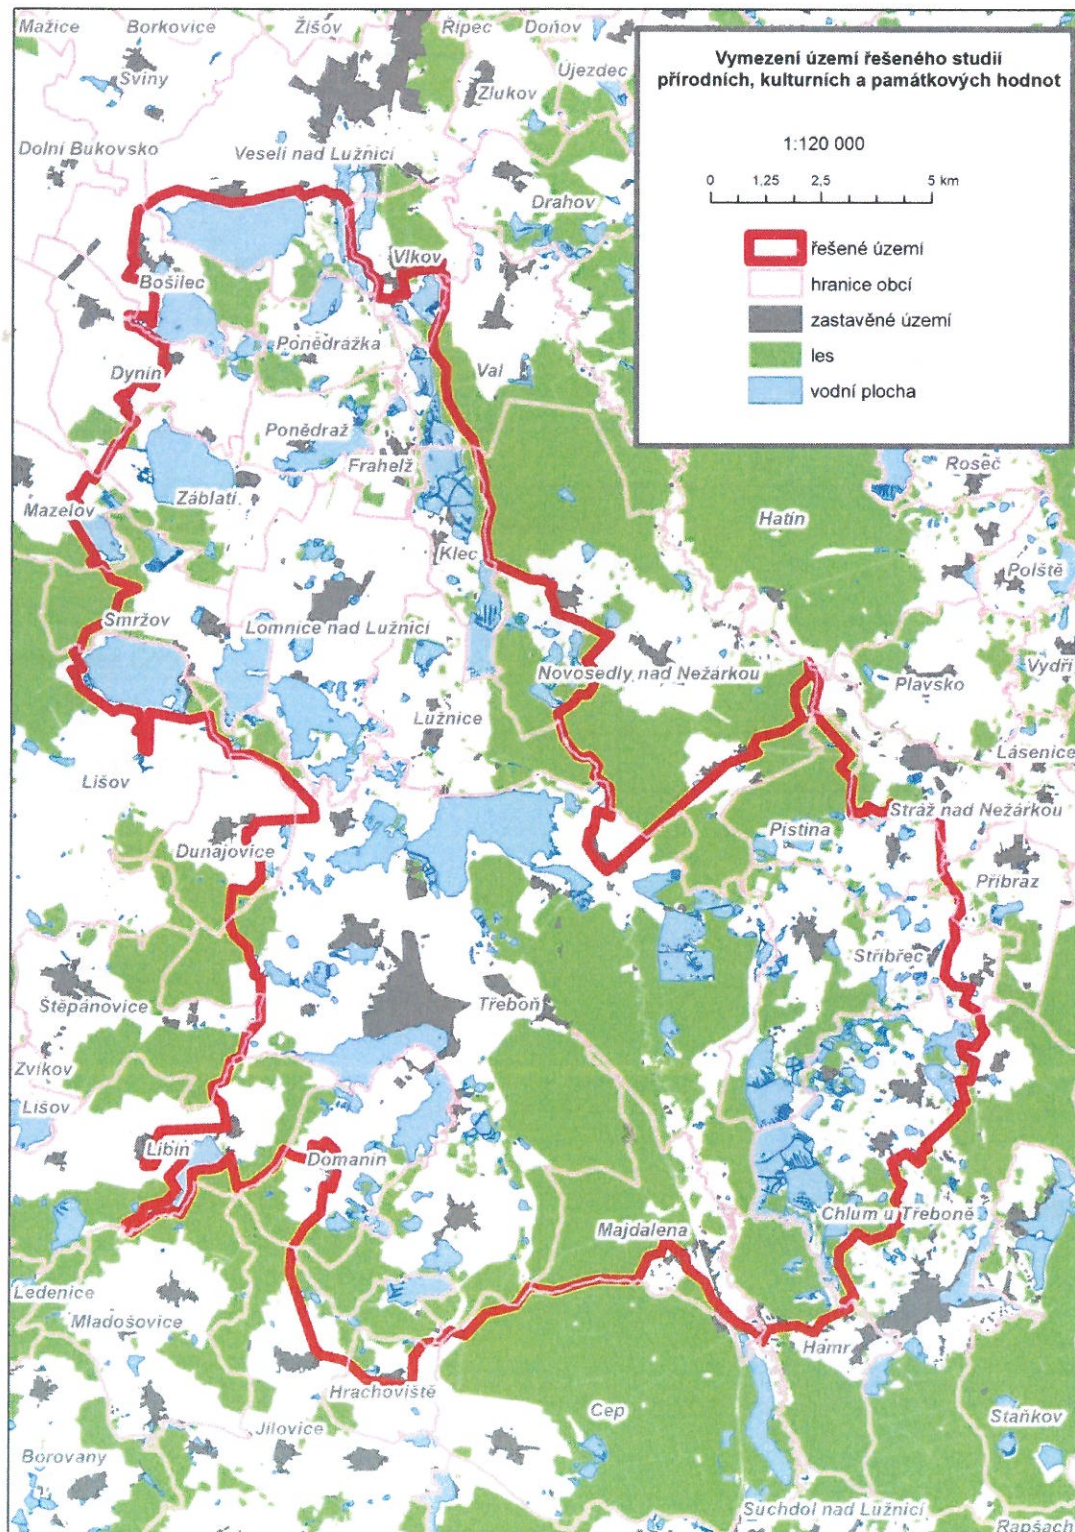 Mažice
Borkovice
Žíšov
Řípec
Doňov
Sviny
Zlukov
Újezdec
Vymezení území řešeného studií
přírodních, kulturních a památkových hodnot
1:120 000
0 1,25 2,5 5 km
řešené území
hranice obcí
zastavěné území
les
vodní plocha
Dolní Bukovsko
Veselí nad Lužnicí
Drahov
Vlkov
Bošilec
Ponědrážka
Val
Dynín
Ponědraž
Frahelž
Roseč
Záblatí
Mazelov
Hatín
Klec
Polště
Smržov
Lomnice nad Lužnicí
Novosedly nad Nežárkou
Vydří
Plavsko
Lužnice
Lásenice
Lišov
Stráž nad Nežárkou
Pístina
Dunajovice
Příbraz
Stříbřec
Štěpánovice
Třeboň
Zvíkov
Lišov
Libín
Domanín
Chlum u Třeboně
Majdalena
Ledenice
Mladošovice
Hamr
Hrachoviště
Cep
Staňkov
Jílovice
Borovany
Suchdol nad Lužnicí
Rapšach